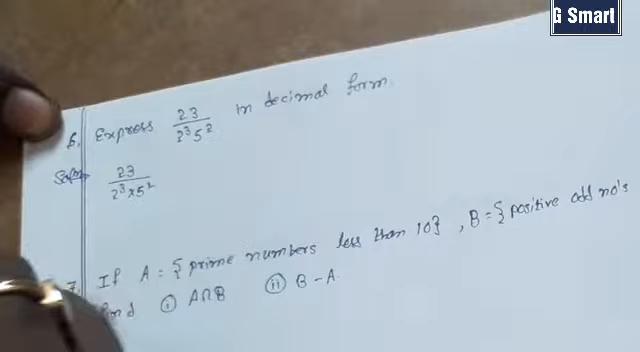 G Smart
6. Express 23/2³5² in decimal form.
Soln 23/2³×5²
7. If A = { prime numbers less than 10} , B = { positive odd no's
find (i) A∩B (ii) B - A.